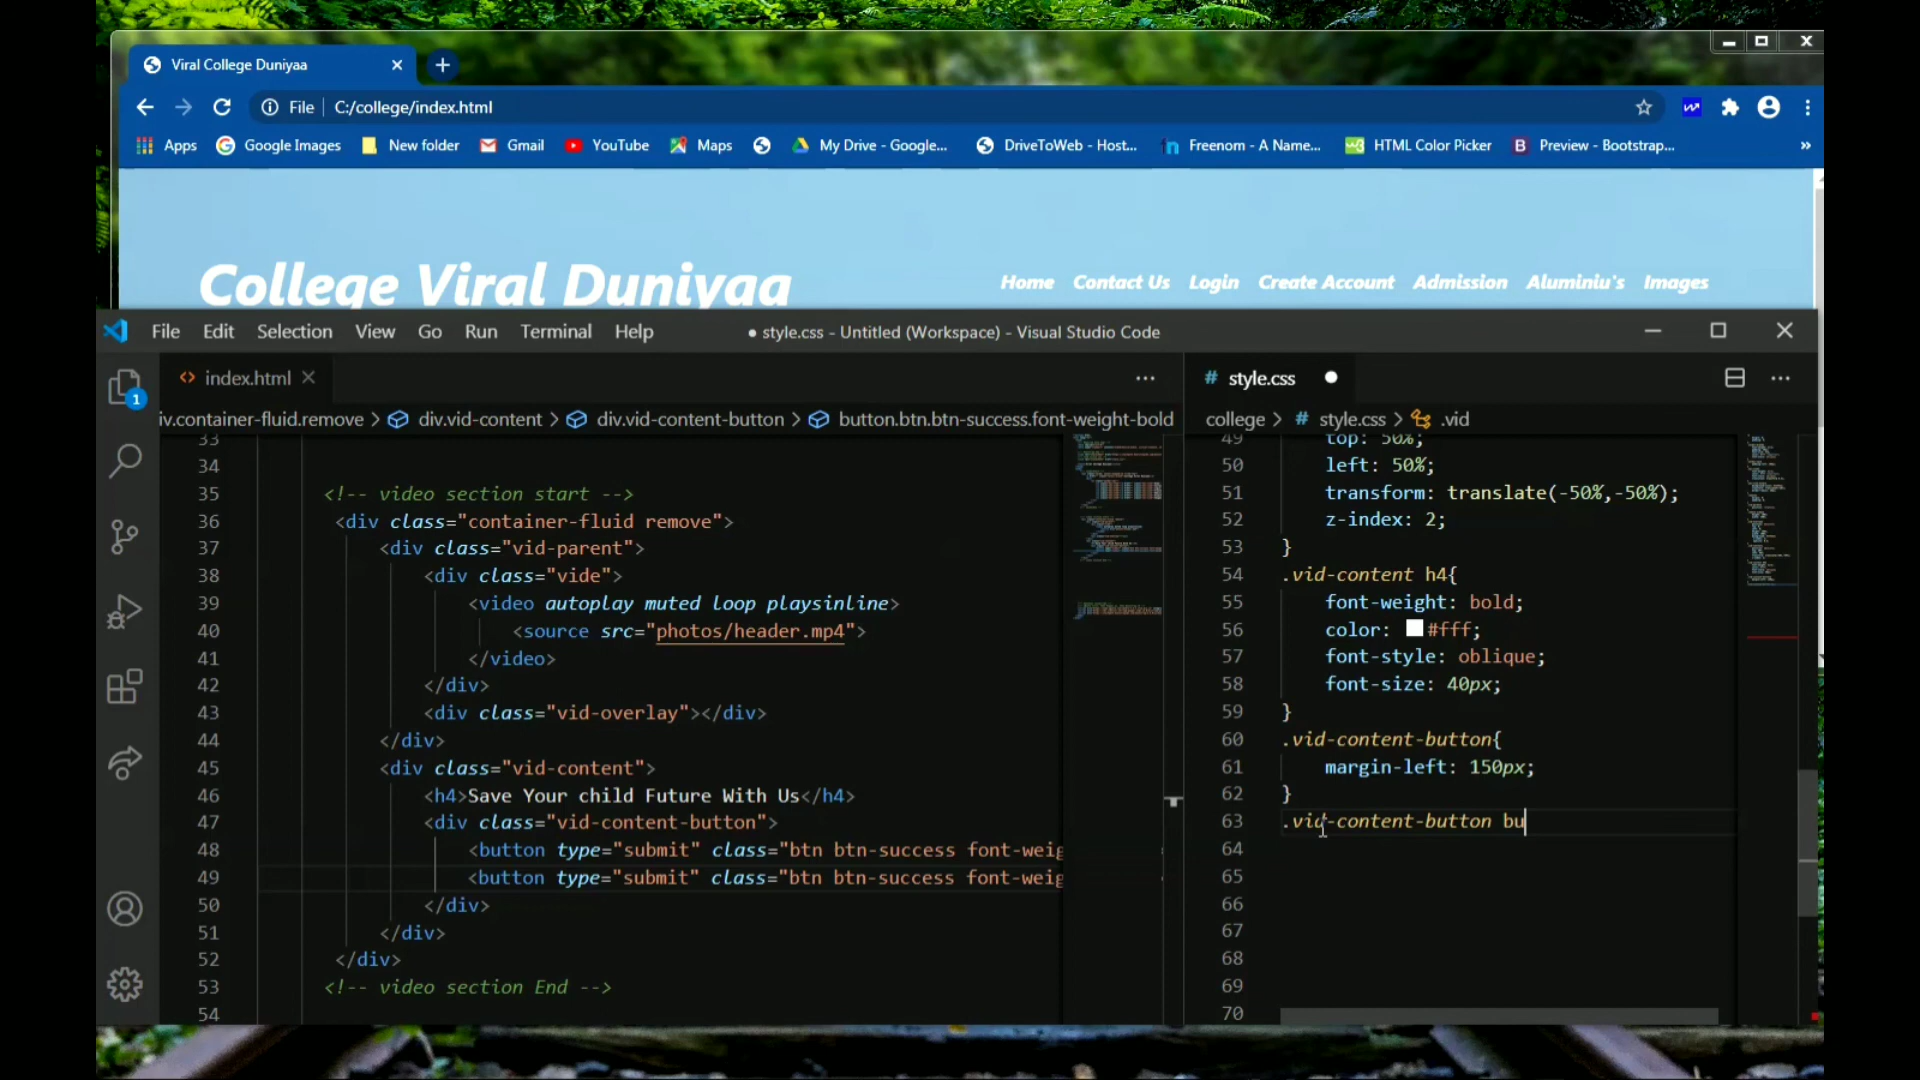 Viral College Duniyaa
File C:/college/index.html
Apps Google Images New folder Gmail YouTube Maps My Drive - Google... DriveToWeb - Host... Freenom - A Name... HTML Color Picker Preview - Bootstrap... »
College Viral Duniyaa
Home Contact Us Login Create Account Admission Aluminiu's Images
File Edit Selection View Go Run Terminal Help
● style.css - Untitled (Workspace) - Visual Studio Code
1
index.html
iv.container-fluid.remove > div.vid-content > div.vid-content-button > button.btn.btn-success.font-weight-bold
33
34
35 <!-- video section start -->
36 <div class="container-fluid remove">
37 <div class="vid-parent">
38 <div class="vide">
39 <video autoplay muted loop playsinline>
40 <source src="photos/header.mp4">
41 </video>
42 </div>
43 <div class="vid-overlay"></div>
44 </div>
45 <div class="vid-content">
46 <h4>Save Your child Future With Us</h4>
47 <div class="vid-content-button">
48 <button type="submit" class="btn btn-success font-weig
49 <button type="submit" class="btn btn-success font-weig
50 </div>
51 </div>
52 </div>
53 <!-- video section End -->
54
# style.css
college > # style.css > .vid
49 top: 50%;
50 left: 50%;
51 transform: translate(-50%,-50%);
52 z-index: 2;
53 }
54 .vid-content h4{
55 font-weight: bold;
56 color: #fff;
57 font-style: oblique;
58 font-size: 40px;
59 }
60 .vid-content-button{
61 margin-left: 150px;
62 }
63 .vid-content-button bu
64
65
66
67
68
69
70